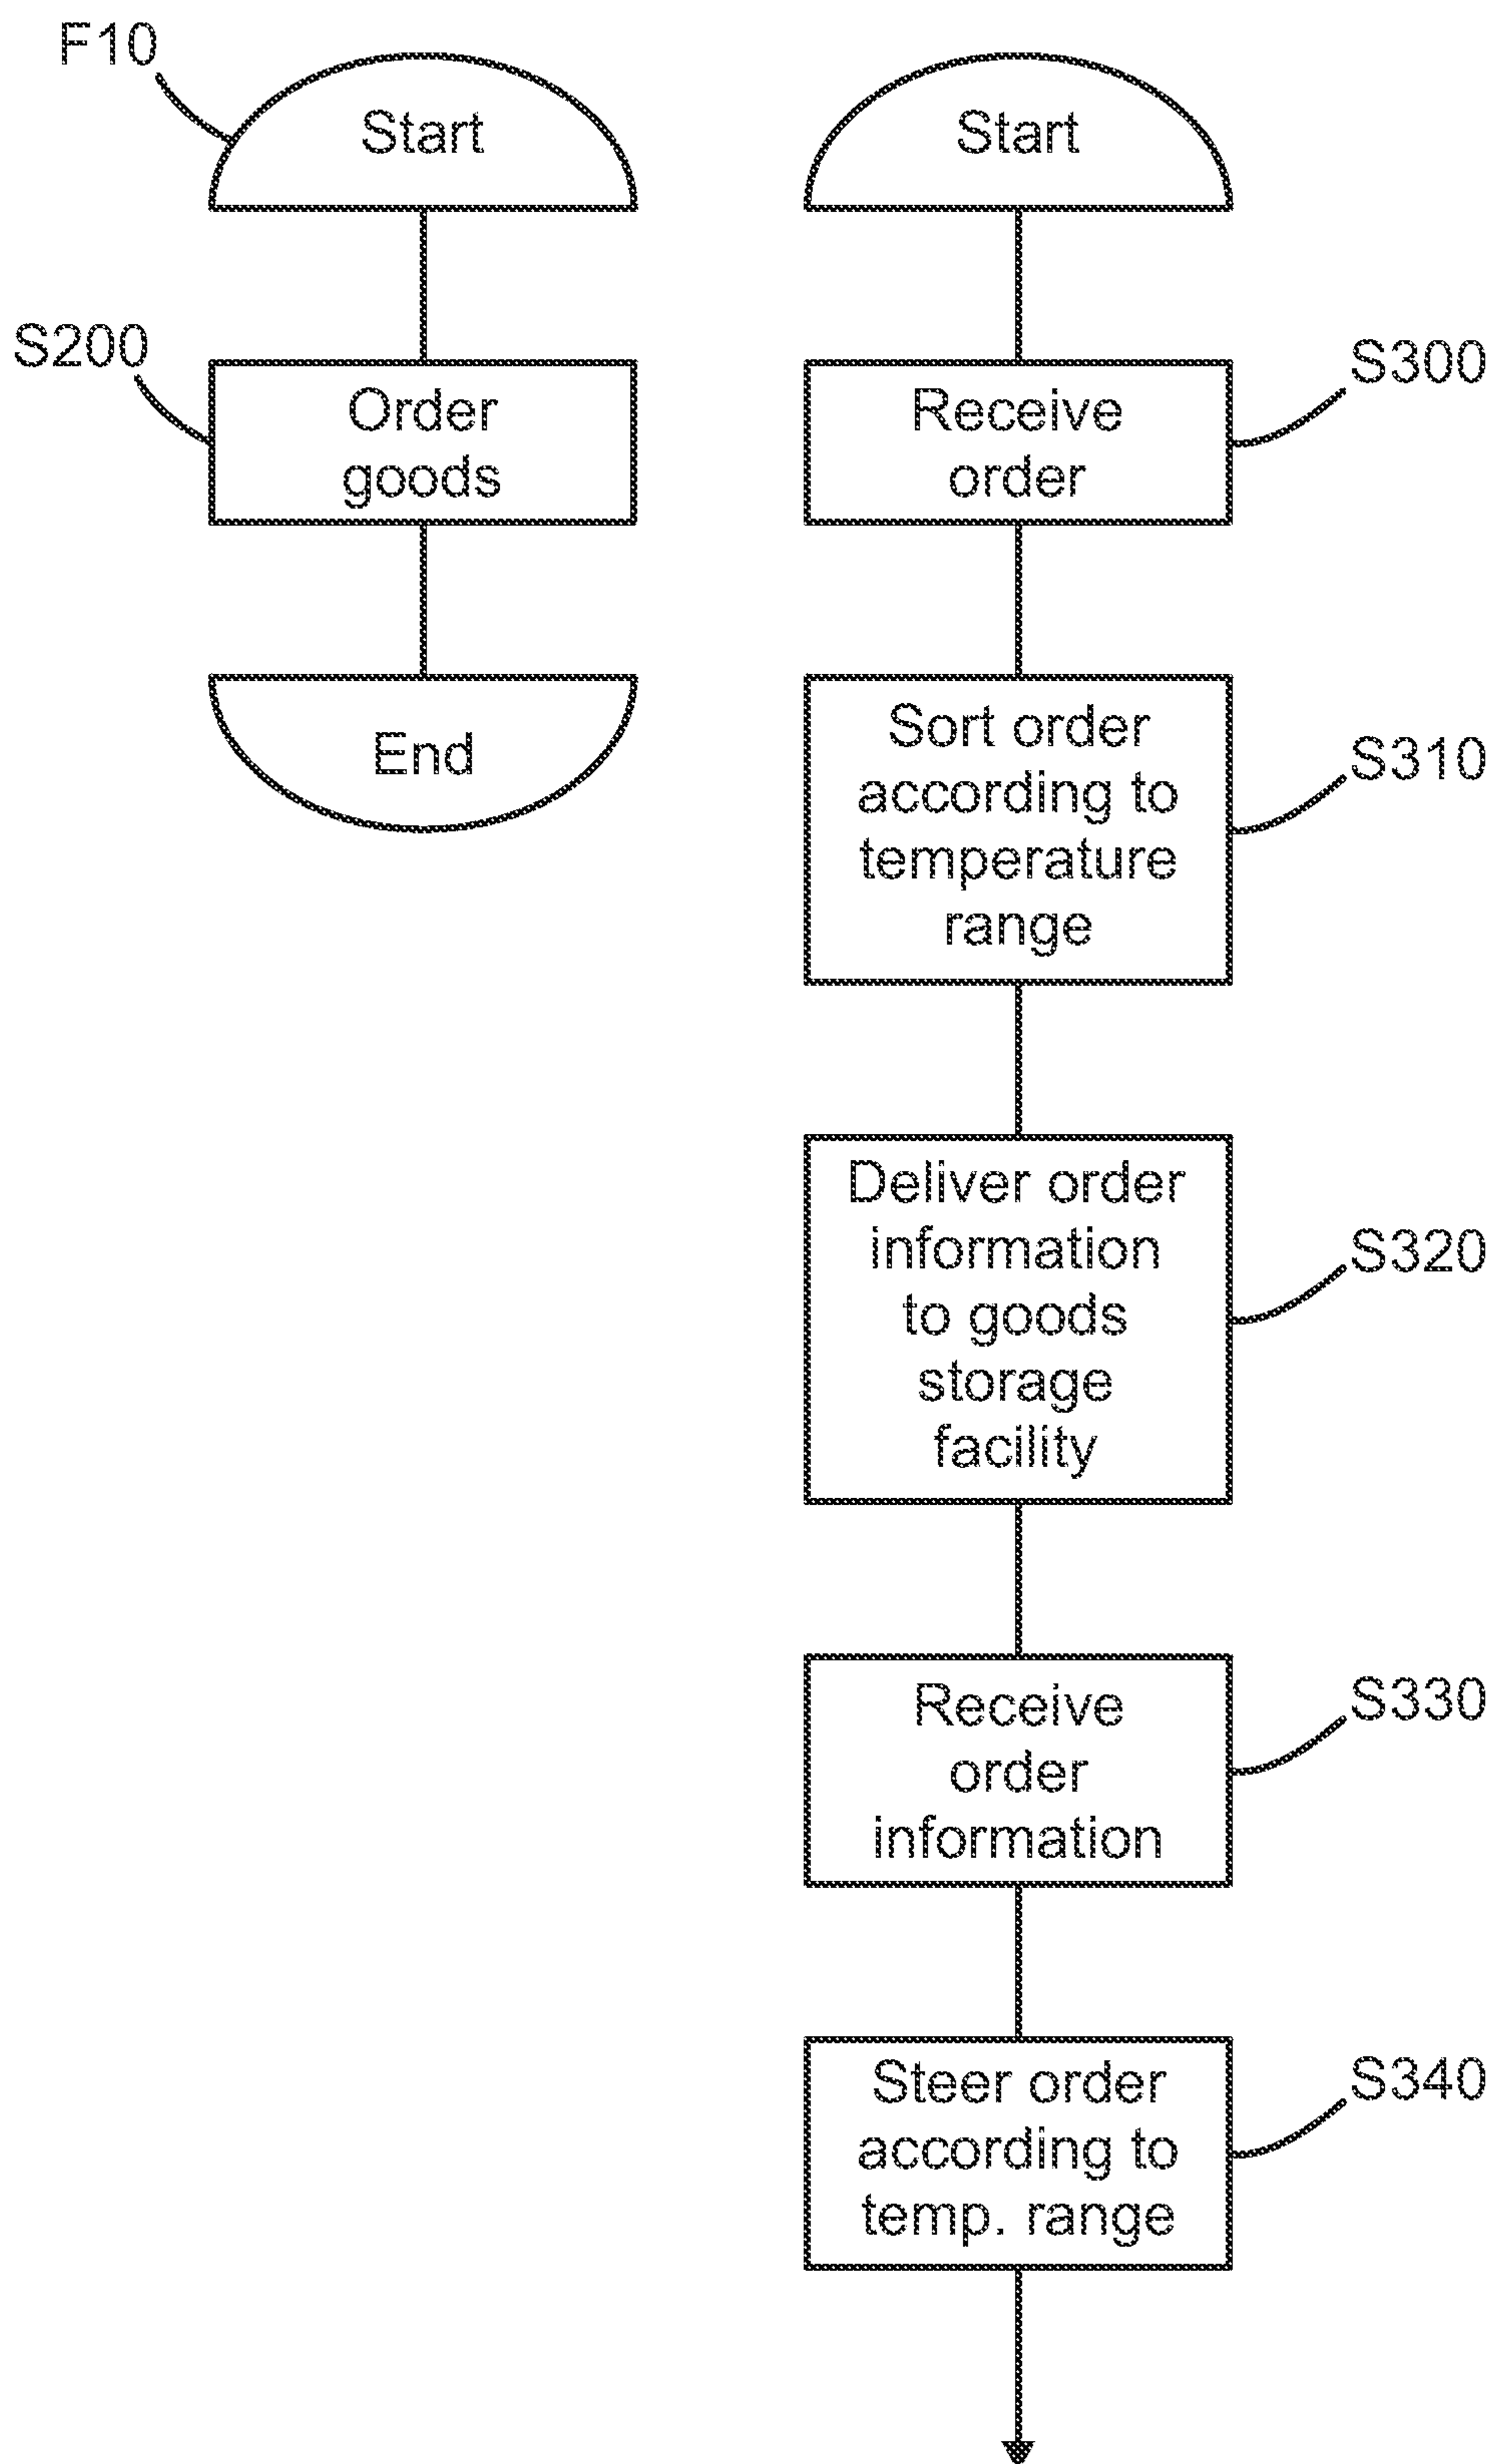 F10
Start
S200
Order
goods
End
Start
Receive
order
S300
Sort order
according to
temperature
range
S310
Deliver order
information
to goods
storage
facility
S320
Receive
order
information
S330
Steer order
according to
temp. range
S340